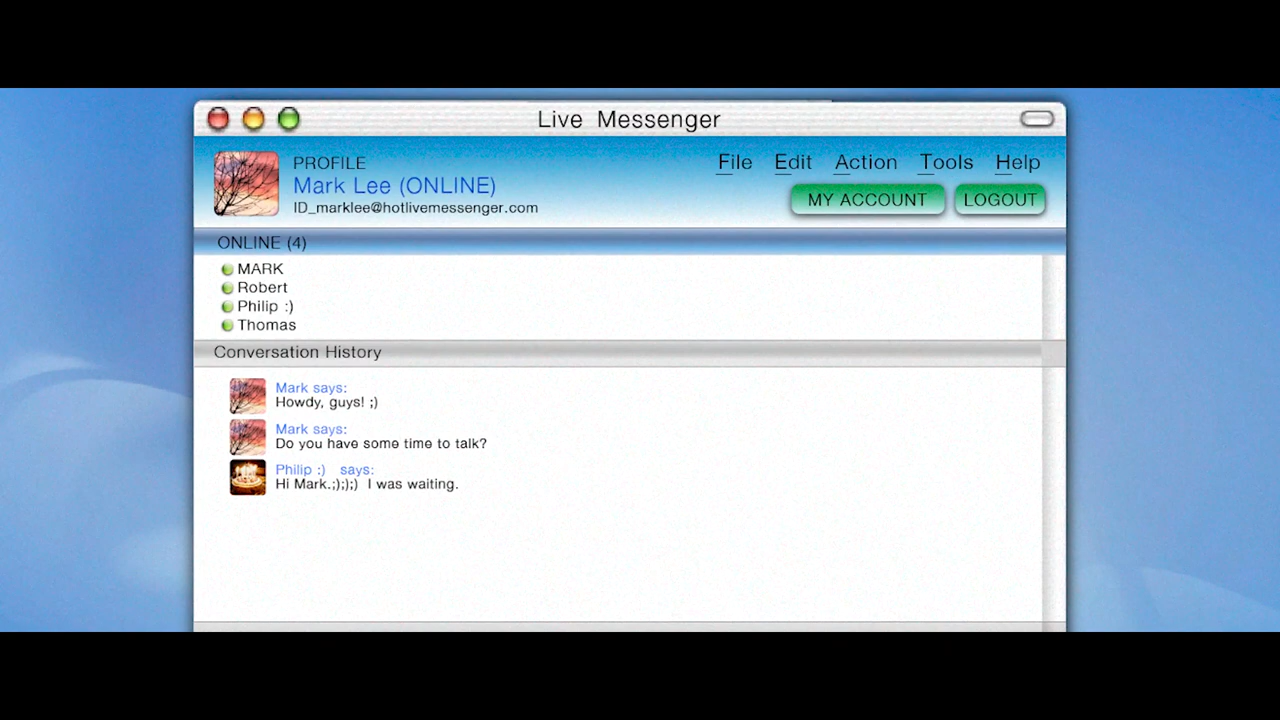 Live Messenger
PROFILE
Mark Lee (ONLINE)
ID_marklee@hotlivemessenger.com
File Edit Action Tools Help
MY ACCOUNT LOGOUT
ONLINE (4)
MARK
Robert
Philip :)
Thomas
Conversation History
Mark says:
Howdy, guys! ;)
Mark says:
Do you have some time to talk?
Philip :) says:
Hi Mark.;);););) I was waiting.